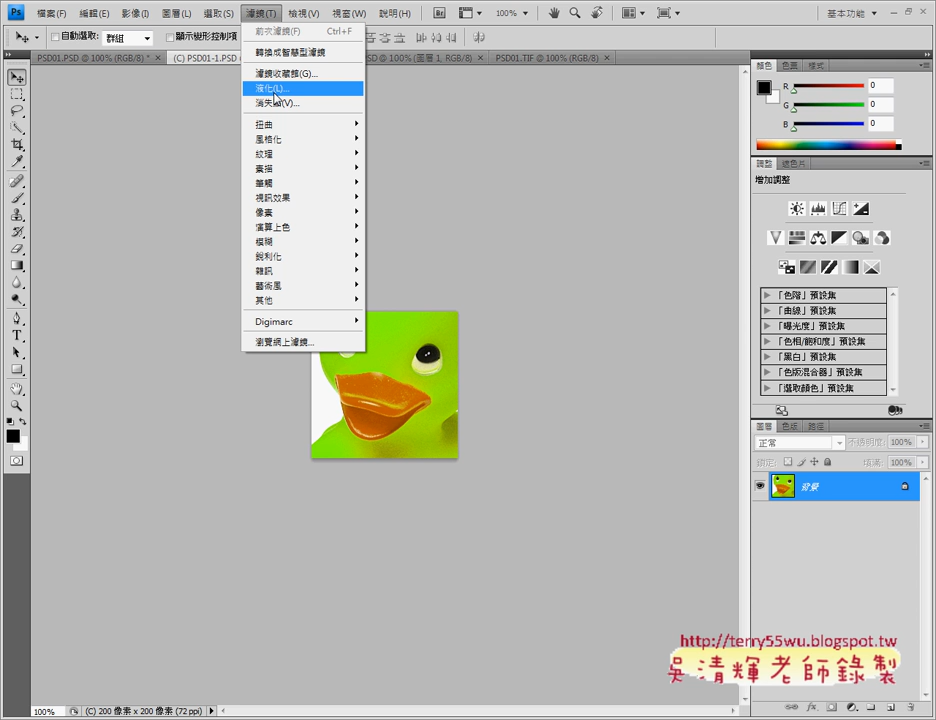 Ps 檔案(F) 編輯(E) 影像(I) 圖層(L) 選取(S) 濾鏡(T) 檢視(V) 視窗(W) 說明(H) Br 100% 基本功能
自動選取: 群組 顯示變形控制項
PSD01.PSD @ 100% (RGB/8) * (C) PSD01-1.PSD SD @ 100% (圖層 1, RGB/8) PSD01.TIF @ 100% (RGB/8)
前次濾鏡(F) Ctrl+F
轉換成智慧型濾鏡
濾鏡收藏館(G)...
液化(L)...
消失點(V)...
扭曲
風格化
紋理
素描
筆觸
視訊效果
像素
演算上色
模糊
銳利化
雜訊
藝術風
其他
Digimarc
瀏覽網上濾鏡...
顏色 色票 樣式
R 0
G 0
B 0
調整 遮色片
增加調整
「色階」預設集
「曲線」預設集
「曝光度」預設集
「色相/飽和度」預設集
「黑白」預設集
「色版混合器」預設集
「選取顏色」預設集
圖層 色版 路徑
正常 不透明度: 100%
鎖定: 填滿: 100%
背景
http://terry55wu.blogspot.tw
吳清輝老師錄製
100% (C) 200 像素 x 200 像素 (72 ppi)